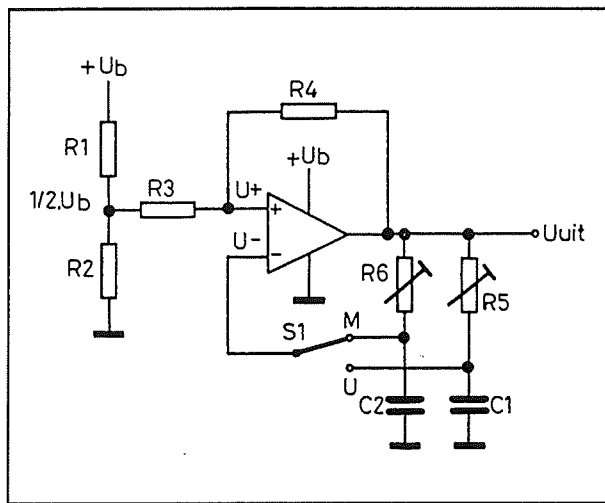 +Ub
R4
R1
+Ub
1/2.Ub
R3
U+
+
U-
-
Uuit
R2
R6
R5
S1
M
U
C2
C1